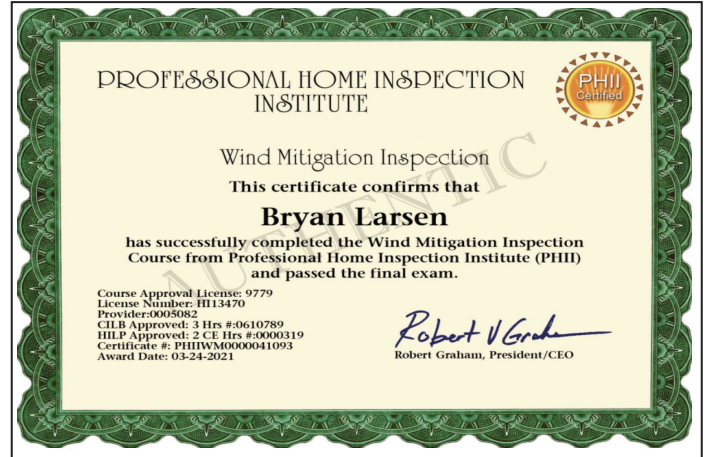 PROFESSIONAL HOME INSPECTION
INSTITUTE
PHII
Certified
Wind Mitigation Inspection
This certificate confirms that
Bryan Larsen
has successfully completed the Wind Mitigation Inspection
Course from Professional Home Inspection Institute (PHII)
and passed the final exam.
AUTHENTIC
Course Approval License: 9779
License Number: HI13470
Provider:0005082
CILB Approved: 3 Hrs #:0610789
HILP Approved: 2 CE Hrs #:0000319
Certificate #: PHIIWM0000041093
Award Date: 03-24-2021
Robert V Graham
Robert Graham, President/CEO